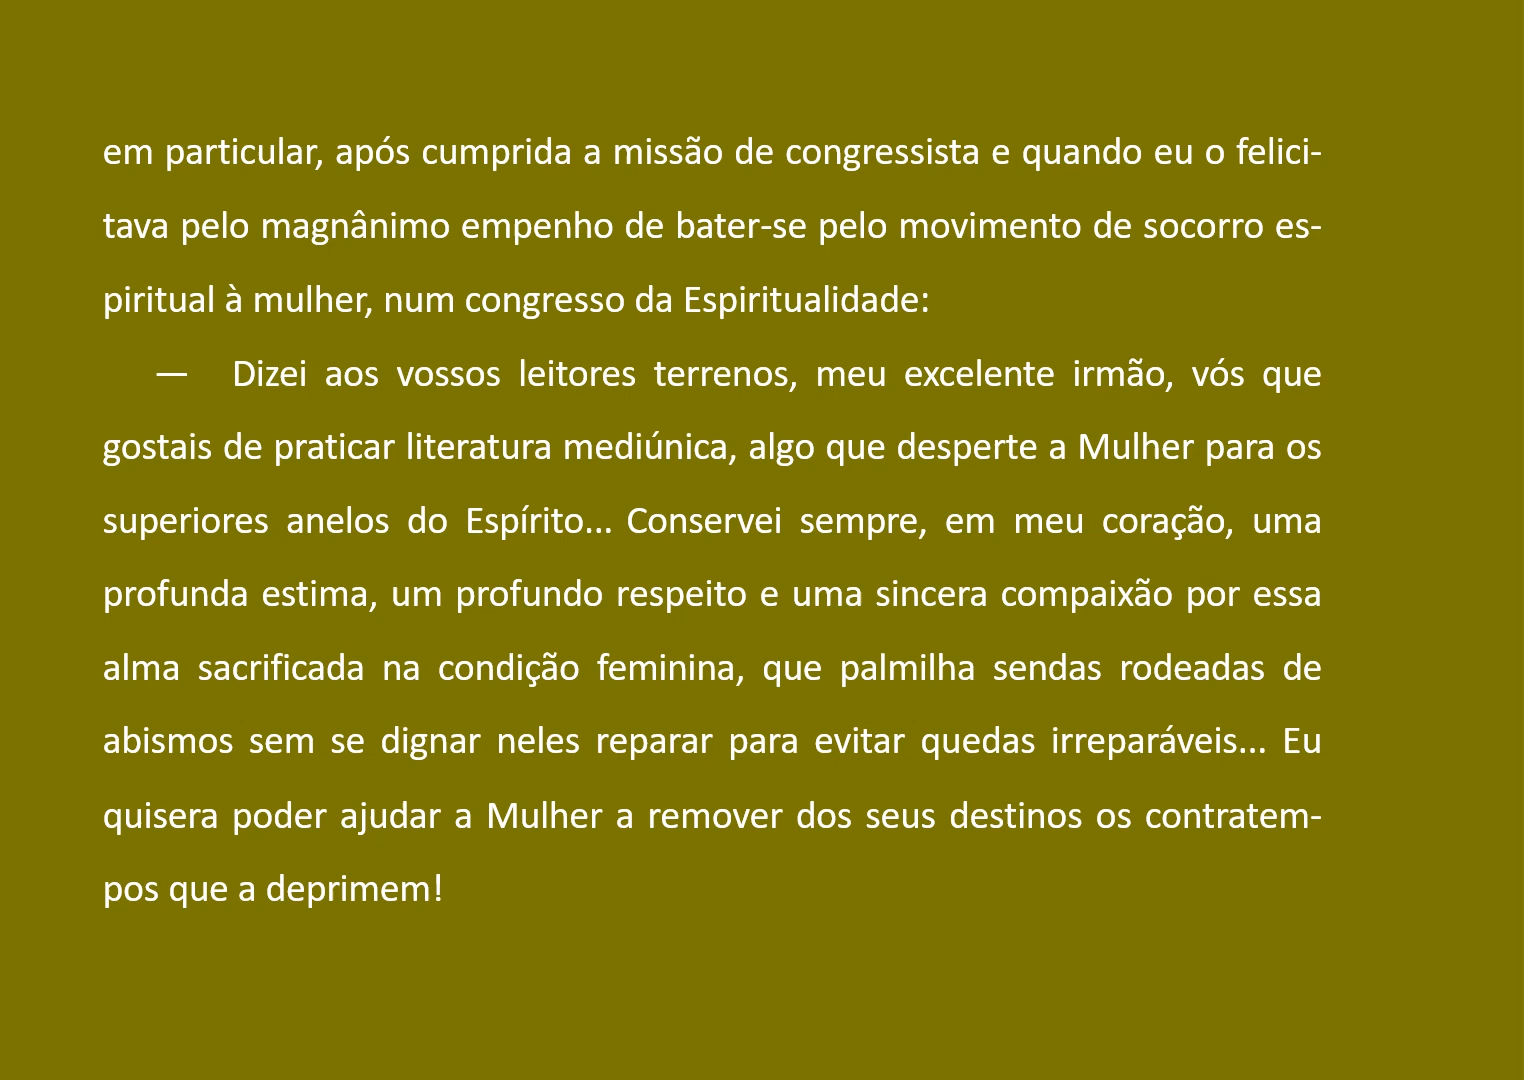 em particular, após cumprida a missão de congressista e quando eu o felici-
tava pelo magnânimo empenho de bater-se pelo movimento de socorro es-
piritual à mulher, num congresso da Espiritualidade:
— Dizei aos vossos leitores terrenos, meu excelente irmão, vós que
gostais de praticar literatura mediúnica, algo que desperte a Mulher para os
superiores anelos do Espírito... Conservei sempre, em meu coração, uma
profunda estima, um profundo respeito e uma sincera compaixão por essa
alma sacrificada na condição feminina, que palmilha sendas rodeadas de
abismos sem se dignar neles reparar para evitar quedas irreparáveis... Eu
quisera poder ajudar a Mulher a remover dos seus destinos os contratem-
pos que a deprimem!